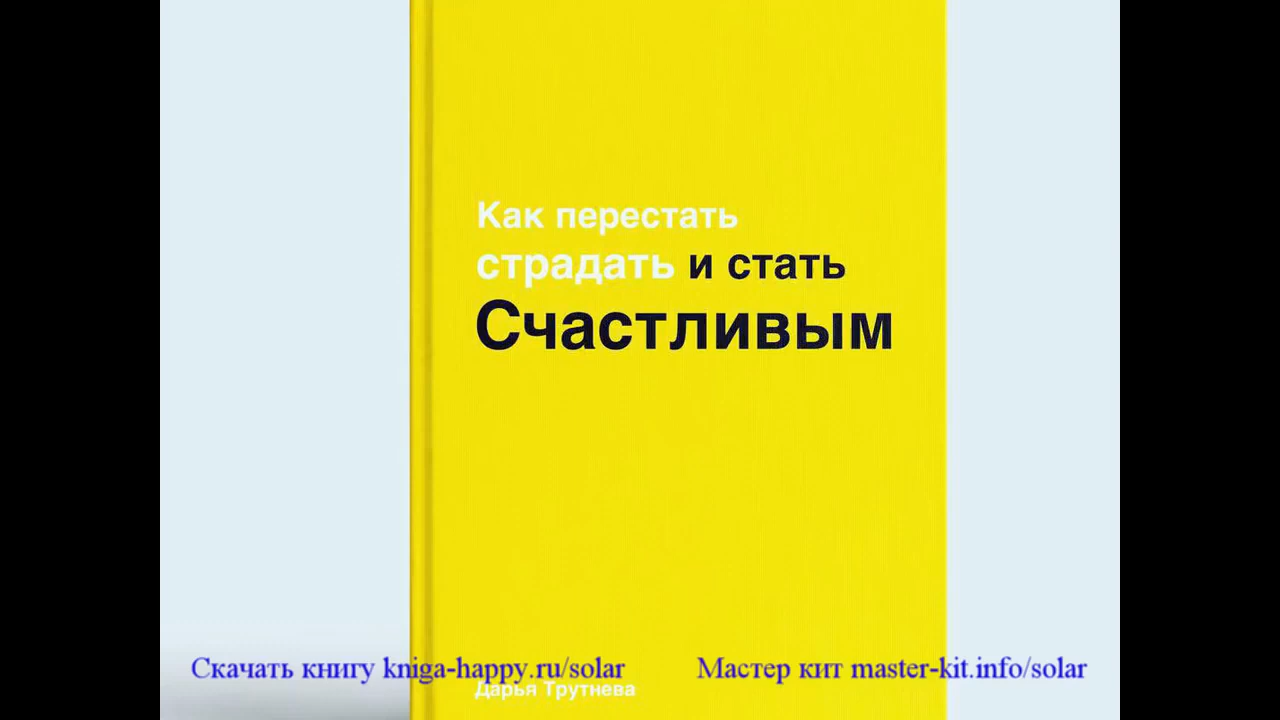 Как перестать
страдать и стать
Счастливым
Скачать книгу kniga-happy.ru/solar
Мастер кит master-kit.info/solar
Дарья Трутнева